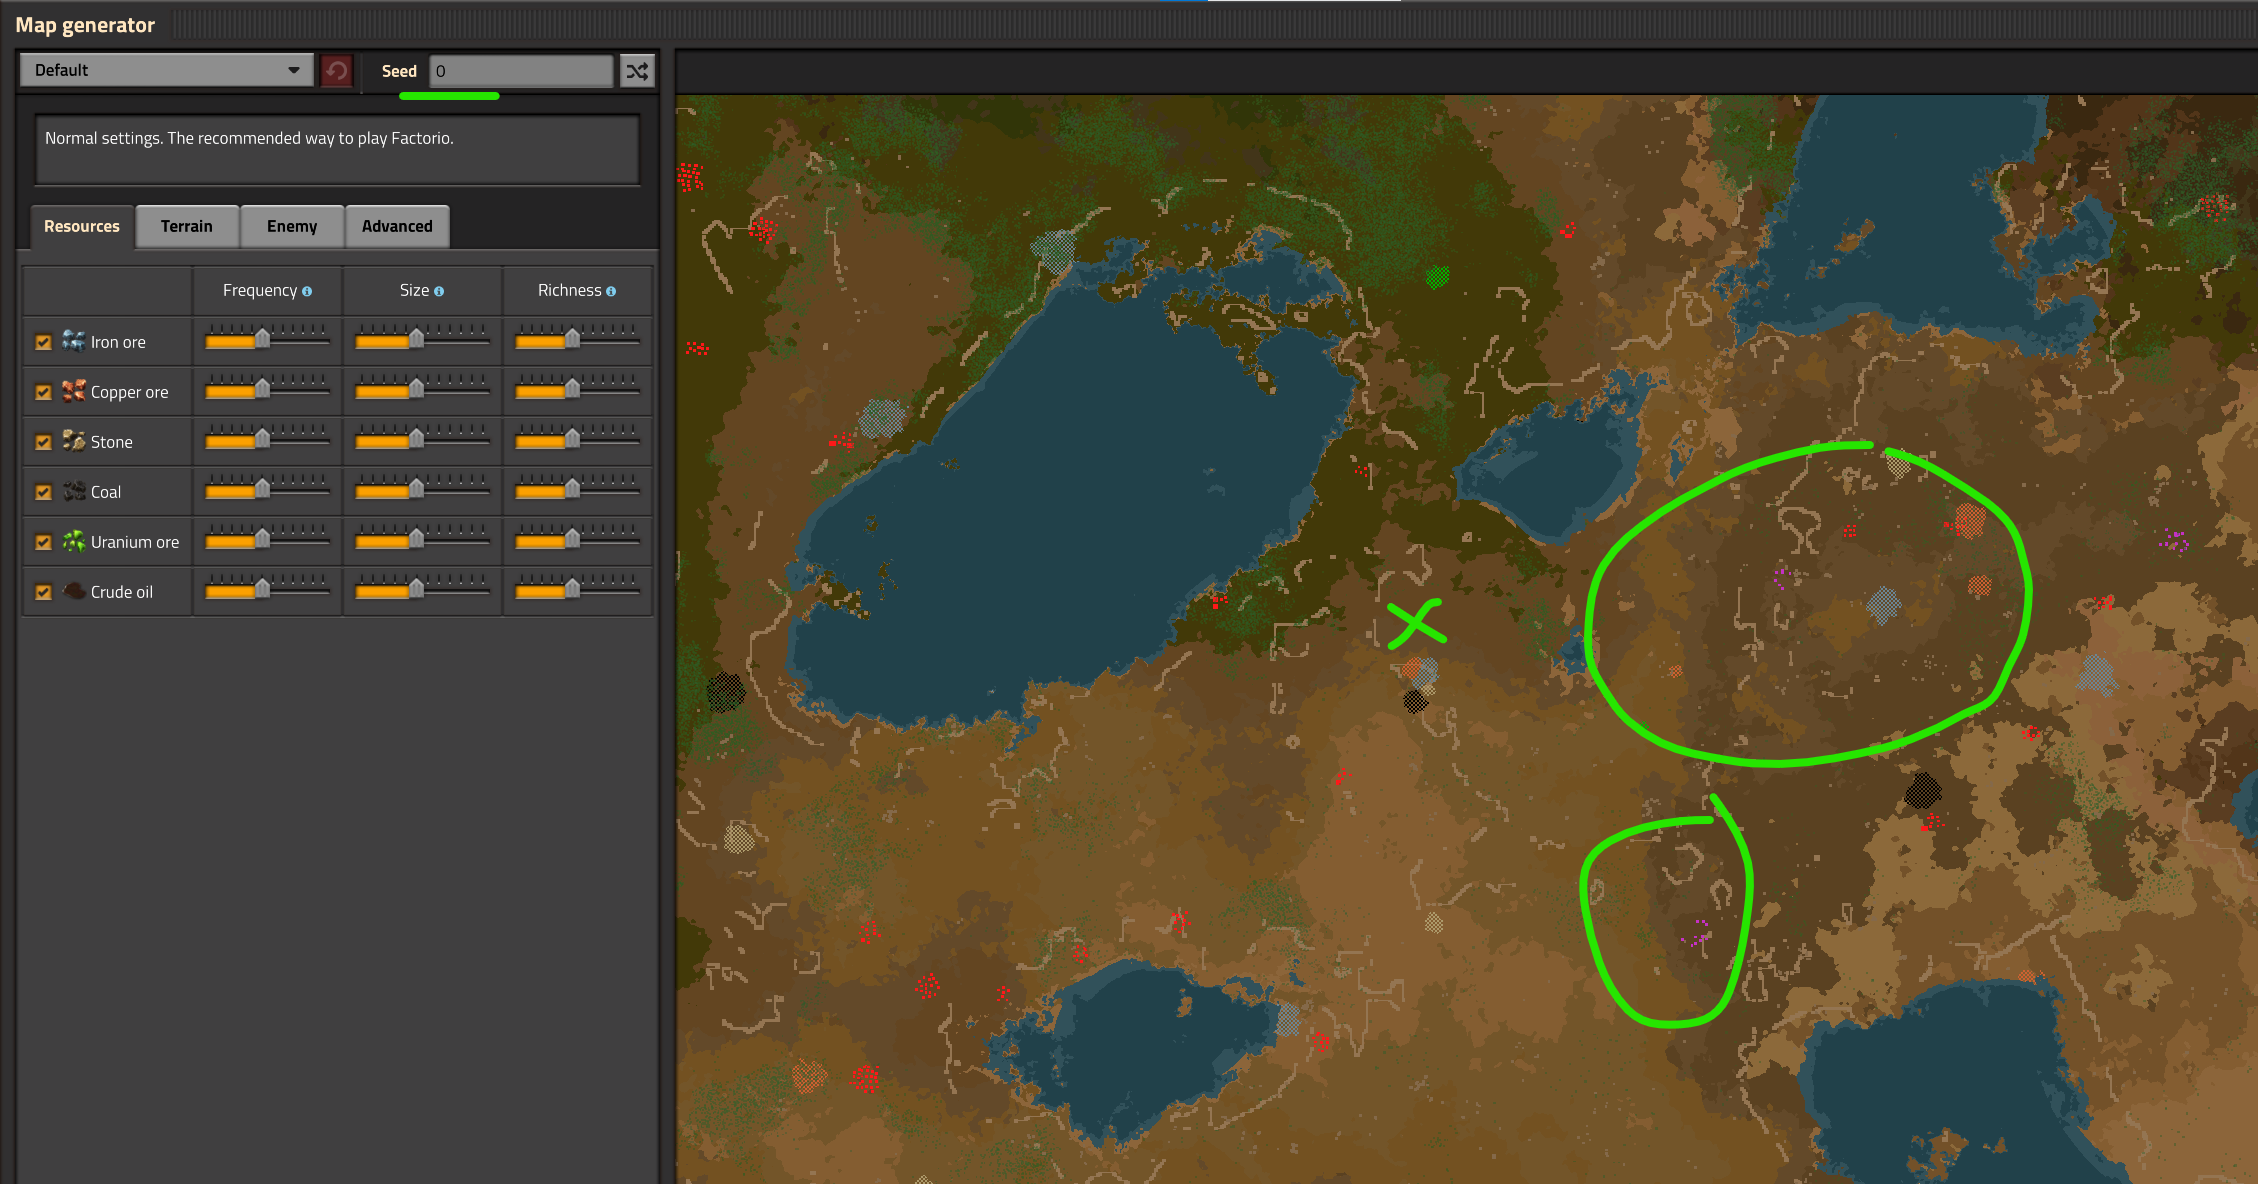 Map generator
Default
Seed 0
Normal settings. The recommended way to play Factorio.
Resources Terrain Enemy Advanced
Frequency Size Richness
Iron ore
Copper ore
Stone
Coal
Uranium ore
Crude oil